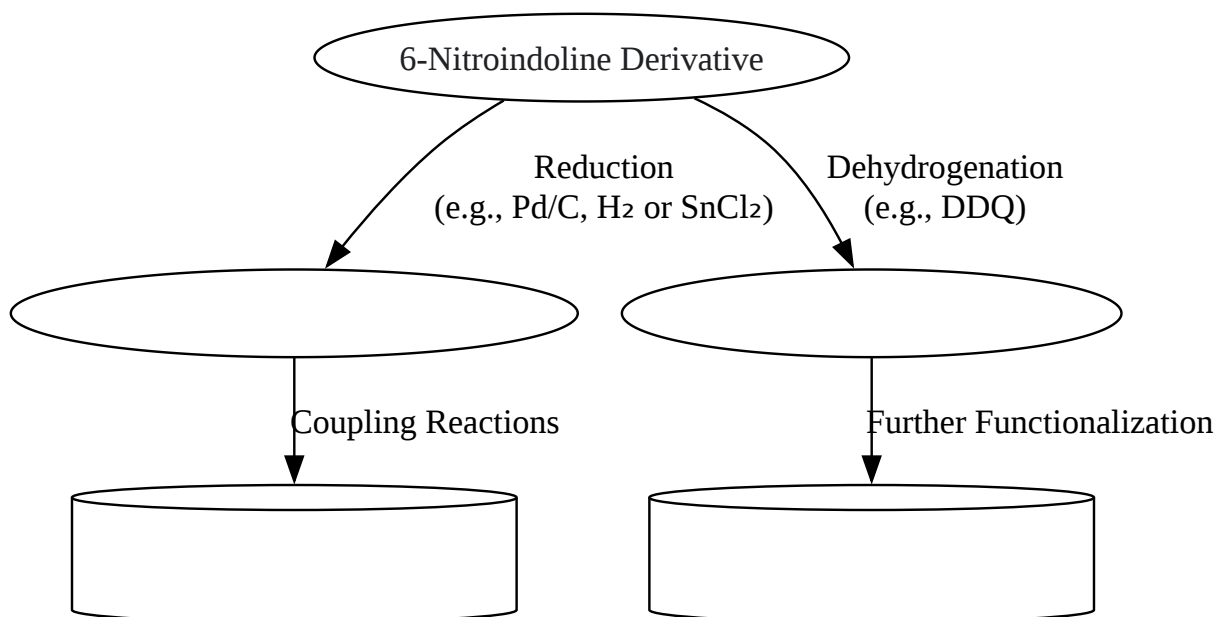 6-Nitroindoline Derivative
Reduction
(e.g., Pd/C, H₂ or SnCl₂)
Dehydrogenation
(e.g., DDQ)
Coupling Reactions
Further Functionalization